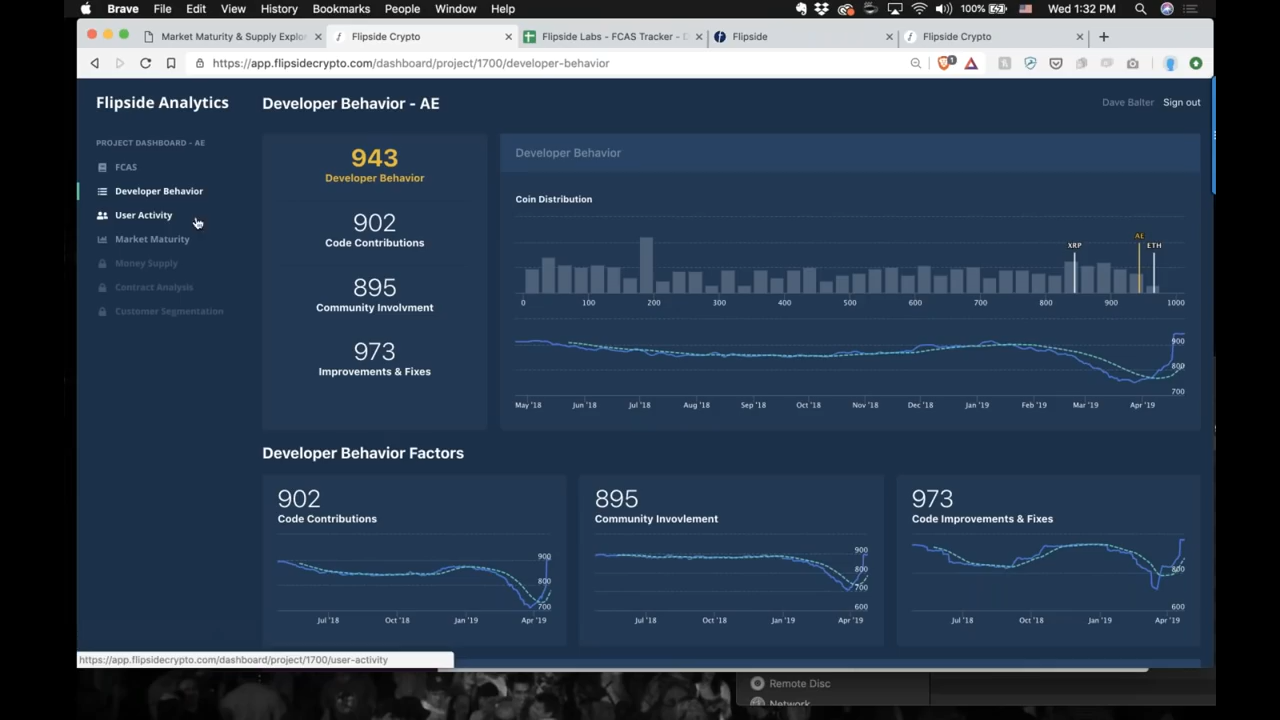 Brave File Edit View History Bookmarks People Window Help 100% Wed 1:32 PM
Market Maturity & Supply Explo Flipside Crypto Flipside Labs - FCAS Tracker - Flipside Flipside Crypto
https://app.flipsidecrypto.com/dashboard/project/1700/developer-behavior
Flipside Analytics
Developer Behavior - AE
Dave Balter Sign out
PROJECT DASHBOARD - AE
FCAS
Developer Behavior
User Activity
Market Maturity
Money Supply
Contract Analysis
Customer Segmentation
943
Developer Behavior
902
Code Contributions
895
Community Involvment
973
Improvements & Fixes
Developer Behavior
Coin Distribution
XRP AE ETH
0 100 200 300 400 500 600 700 800 900 1000
900
800
700
May '18 Jun '18 Jul '18 Aug '18 Sep '18 Oct '18 Nov '18 Dec '18 Jan '19 Feb '19 Mar '19 Apr '19
Developer Behavior Factors
902
Code Contributions
900
800
700
Jul '18 Oct '18 Jan '19 Apr '19
895
Community Invovlement
900
800
700
600
Jul '18 Oct '18 Jan '19 Apr '19
973
Code Improvements & Fixes
800
600
Jul '18 Oct '18 Jan '19 Apr '19
https://app.flipsidecrypto.com/dashboard/project/1700/user-activity
Remote Disc
Network